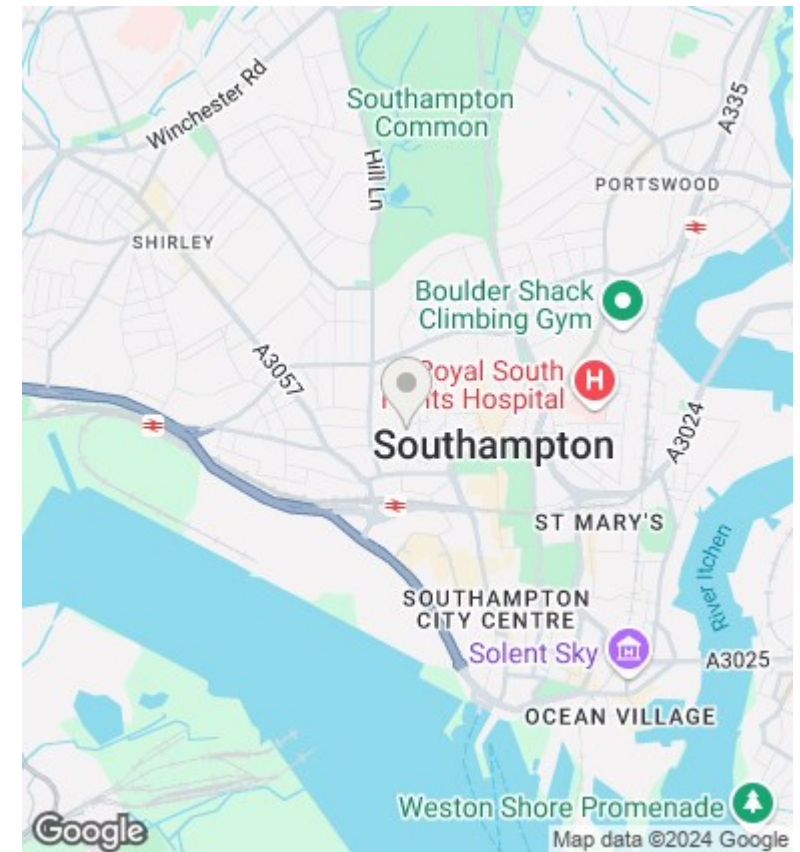 Winchester Rd
Southampton
Common
Hill Ln
A335
PORTSWOOD
SHIRLEY
Boulder Shack
Climbing Gym
A3057
Royal South
Hants Hospital
H
A3024
Southampton
ST MARY'S
River Itchen
SOUTHAMPTON
CITY CENTRE
Solent Sky
A3025
OCEAN VILLAGE
Weston Shore Promenade
Google
Map data ©2024 Google